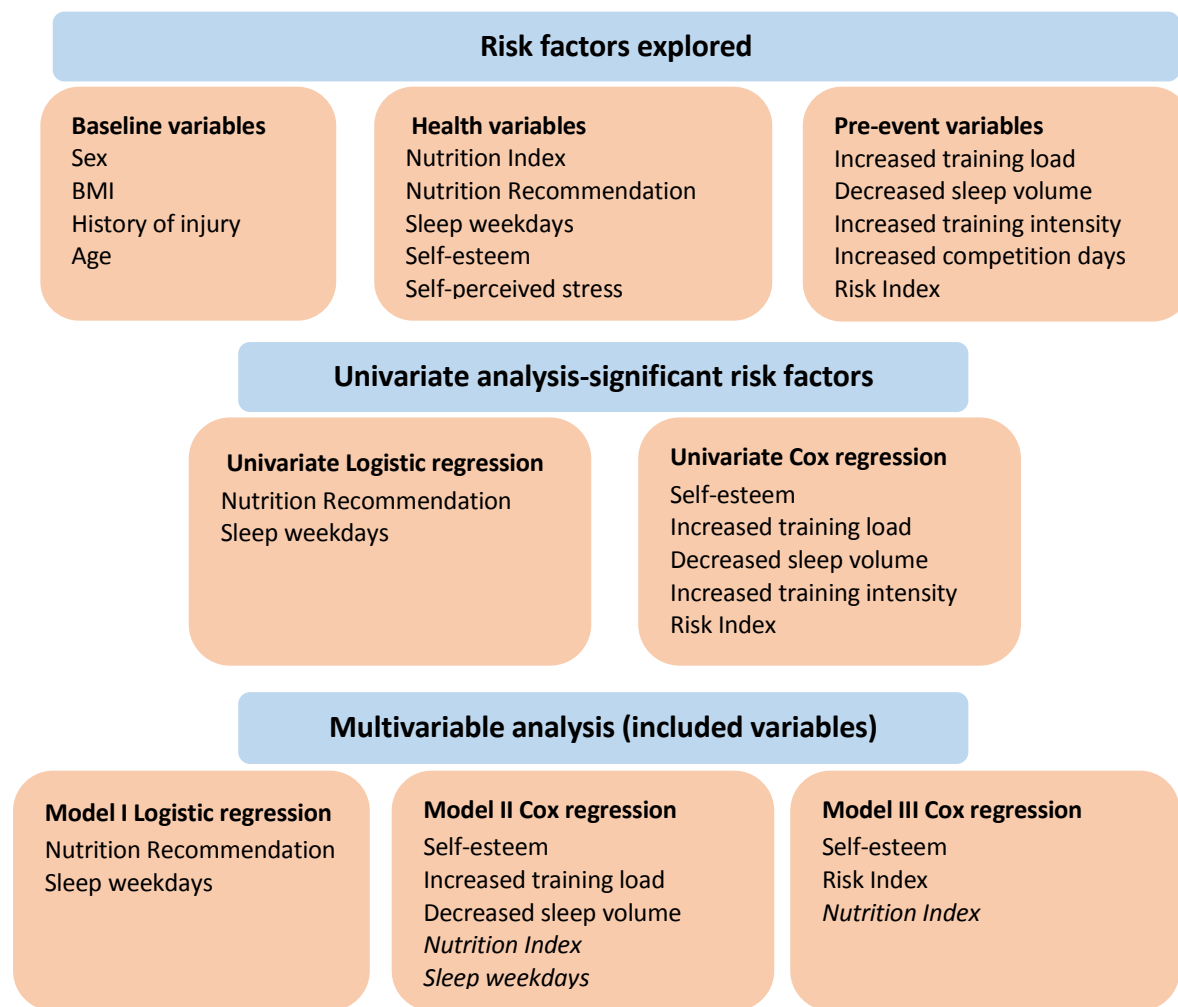 Risk factors explored
Baseline variables
Sex
BMI
History of injury
Age
Health variables
Nutrition Index
Nutrition Recommendation
Sleep weekdays
Self-esteem
Self-perceived stress
Pre-event variables
Increased training load
Decreased sleep volume
Increased training intensity
Increased competition days
Risk Index
Univariate analysis-significant risk factors
Univariate Logistic regression
Nutrition Recommendation
Sleep weekdays
Univariate Cox regression
Self-esteem
Increased training load
Decreased sleep volume
Increased training intensity
Risk Index
Multivariable analysis (included variables)
Model I Logistic regression
Nutrition Recommendation
Sleep weekdays
Model II Cox regression
Self-esteem
Increased training load
Decreased sleep volume
Nutrition Index
Sleep weekdays
Model III Cox regression
Self-esteem
Risk Index
Nutrition Index